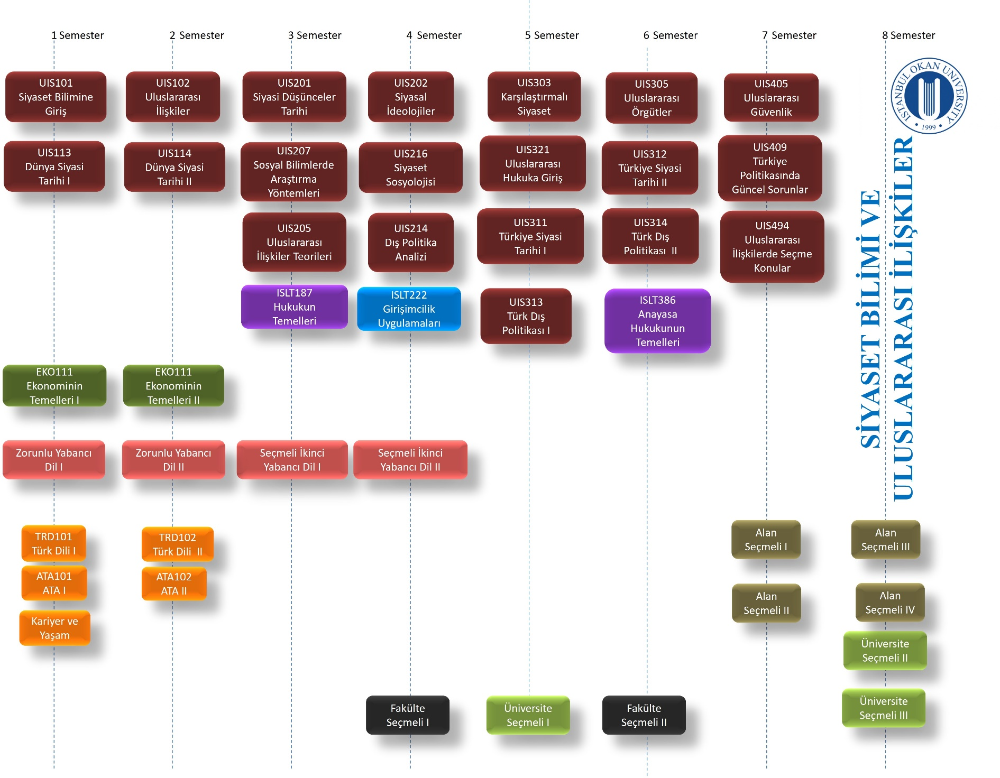 1 Semester
2 Semester
3 Semester
4 Semester
5 Semester
6 Semester
7 Semester
8 Semester
UIS101
Siyaset Bilimine
Giriş
UIS113
Dünya Siyasi
Tarihi I
EKO111
Ekonominin
Temelleri I
Zorunlu Yabancı
Dil I
TRD101
Türk Dili I
ATA101
ATA I
Kariyer ve
Yaşam
UIS102
Uluslararası
İlişkiler
UIS114
Dünya Siyasi
Tarihi II
EKO111
Ekonominin
Temelleri II
Zorunlu Yabancı
Dil II
TRD102
Türk Dili II
ATA102
ATA II
UIS201
Siyasi Düşünceler
Tarihi
UIS207
Sosyal Bilimlerde
Araştırma
Yöntemleri
UIS205
Uluslararası
İlişkiler Teorileri
ISLT187
Hukukun
Temelleri
Seçmeli İkinci
Yabancı Dil I
UIS202
Siyasal
İdeolojiler
UIS216
Siyaset
Sosyolojisi
UIS214
Dış Politika
Analizi
ISLT222
Girişimcilik
Uygulamaları
Seçmeli İkinci
Yabancı Dil II
Fakülte
Seçmeli I
UIS303
Karşılaştırmalı
Siyaset
UIS321
Uluslararası
Hukuka Giriş
UIS311
Türkiye Siyasi
Tarihi I
UIS313
Türk Dış
Politikası I
Üniversite
Seçmeli I
UIS305
Uluslararası
Örgütler
UIS312
Türkiye Siyasi
Tarihi II
UIS314
Türk Dış
Politikası II
ISLT386
Anayasa
Hukukunun
Temelleri
Fakülte
Seçmeli II
UIS405
Uluslararası
Güvenlik
UIS409
Türkiye
Politikasında
Güncel Sorunlar
UIS494
Uluslararası
İlişkilerde Seçme
Konular
Alan
Seçmeli I
Alan
Seçmeli II
ISTANBUL OKAN UNIVERSITY
• 1999 •
SİYASET BİLİMİ VE
ULUSLARARASI İLİŞKİLER
Alan
Seçmeli III
Alan
Seçmeli IV
Üniversite
Seçmeli II
Üniversite
Seçmeli III